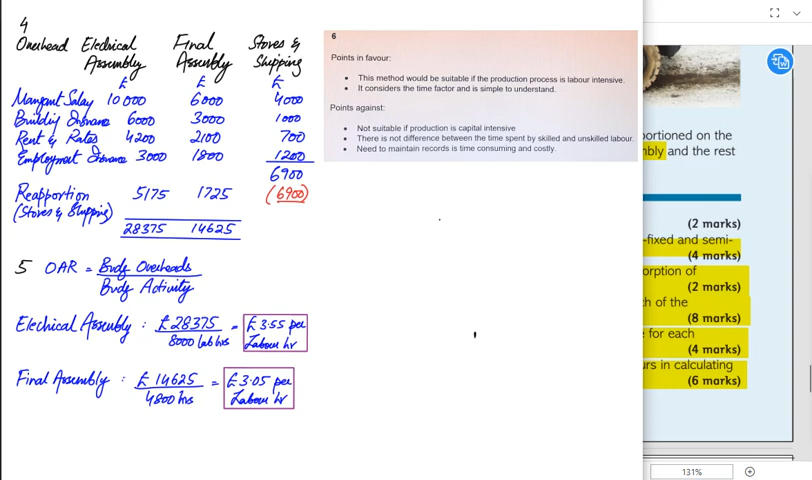 4
Overhead Electrical Assembly Final Assembly Stores & Shipping
£ £ £
Mangmnt Salary 10000 6000 4000
Building Insurance 6000 3000 1000
Rent & Rates 4200 2100 700
Employment Insurance 3000 1800 1200
6900
Reapportion 5175 1725 (6900)
(Stores & Shipping)
28375 14625
5 OAR = Budg Overheads
Budg Activity
Electrical Assembly : £28375 = £3.55 per
8000 lab hrs Labour hr
Final Assembly : £14625 = £3.05 per
4800 hrs Labour hr
6
Points in favour:
• This method would be suitable if the production process is labour intensive.
• It considers the time factor and is simple to understand.
Points against:
• Not suitable if production is capital intensive
• There is not difference between the time spent by skilled and unskilled labour.
• Need to maintain records is time consuming and costly.
portioned on the
mbly and the rest
(2 marks)
-fixed and semi-
(4 marks)
orption of
(2 marks)
ch of the
(8 marks)
e for each
(4 marks)
urs in calculating
(6 marks)
131%